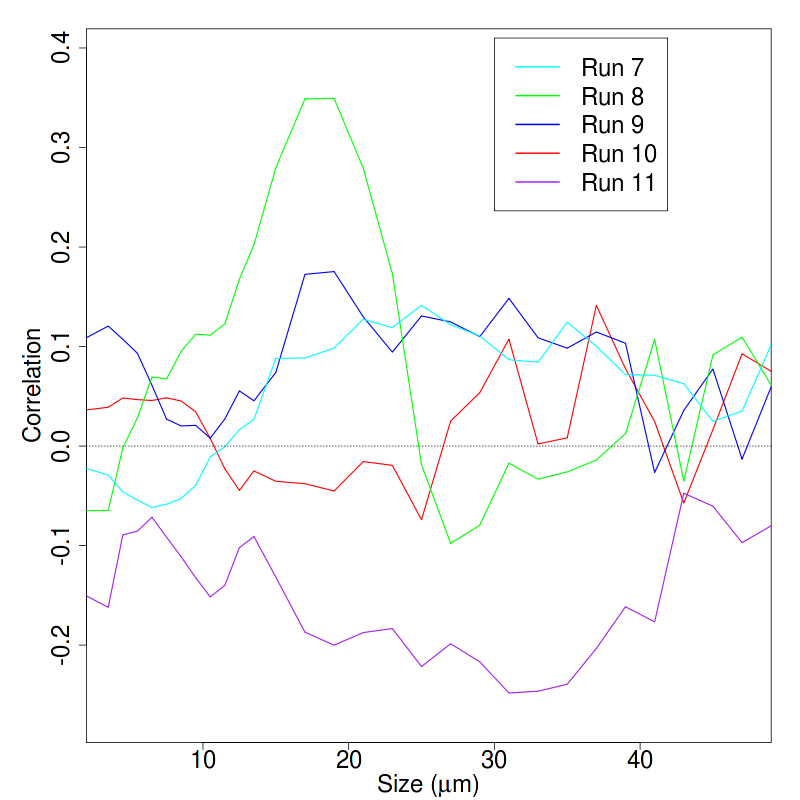 Run 7
Run 8
Run 9
Run 10
Run 11
0.4
0.3
0.2
0.1
0.0
-0.1
-0.2
Correlation
10 20 30 40
Size (μm)